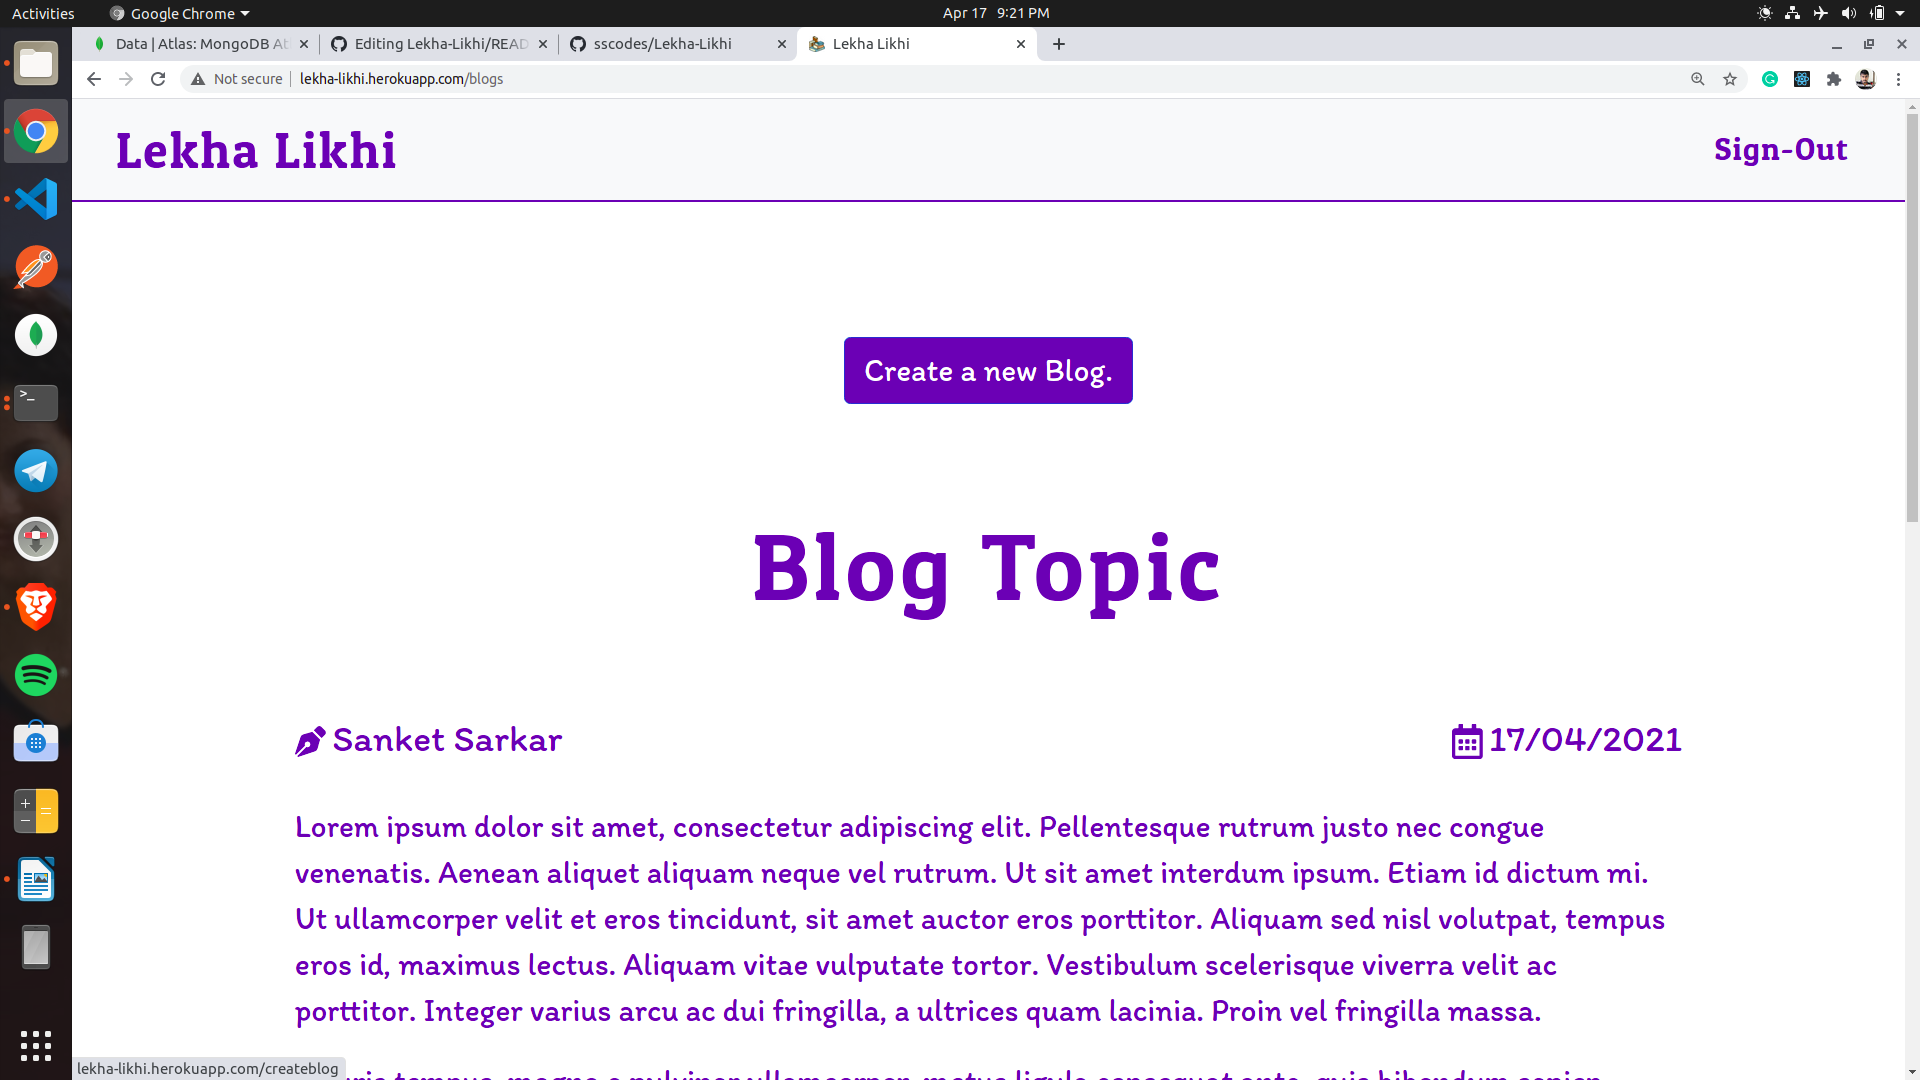 Activities
Google Chrome
Apr 17 9:21 PM
Data | Atlas: MongoDB At
Editing Lekha-Likhi/READ
sscodes/Lekha-Likhi
Lekha Likhi
Not secure
lekha-likhi.herokuapp.com/blogs
Lekha Likhi
Sign-Out
Create a new Blog.
Blog Topic
Sanket Sarkar
17/04/2021
Lorem ipsum dolor sit amet, consectetur adipiscing elit. Pellentesque rutrum justo nec congue
venenatis. Aenean aliquet aliquam neque vel rutrum. Ut sit amet interdum ipsum. Etiam id dictum mi.
Ut ullamcorper velit et eros tincidunt, sit amet auctor eros porttitor. Aliquam sed nisl volutpat, tempus
eros id, maximus lectus. Aliquam vitae vulputate tortor. Vestibulum scelerisque viverra velit ac
porttitor. Integer varius arcu ac dui fringilla, a ultrices quam lacinia. Proin vel fringilla massa.
lekha-likhi.herokuapp.com/createblog